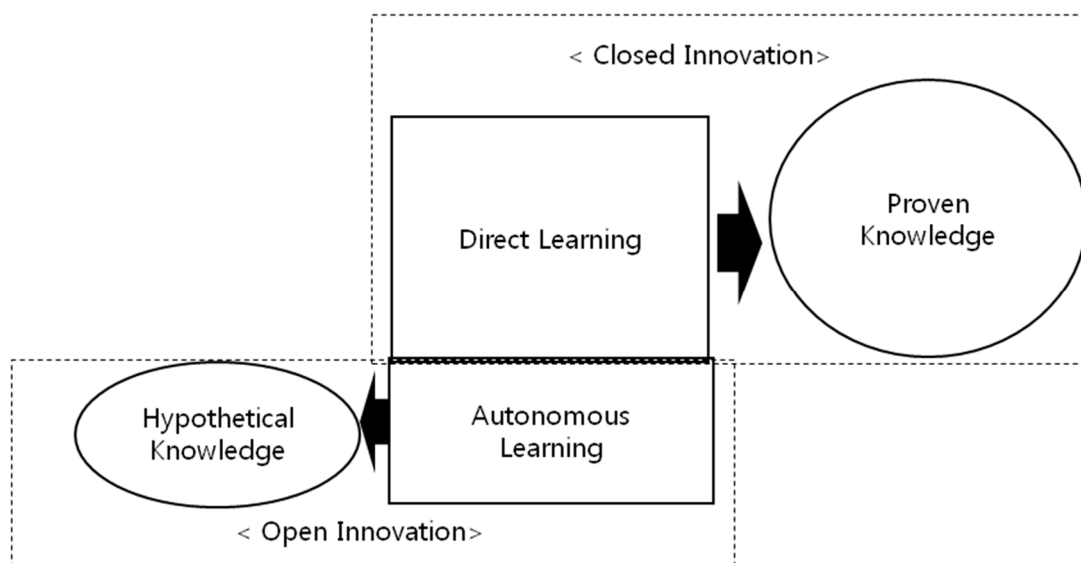 < Closed Innovation>
Direct Learning
Proven
Knowledge
Hypothetical
Knowledge
Autonomous
Learning
< Open Innovation>